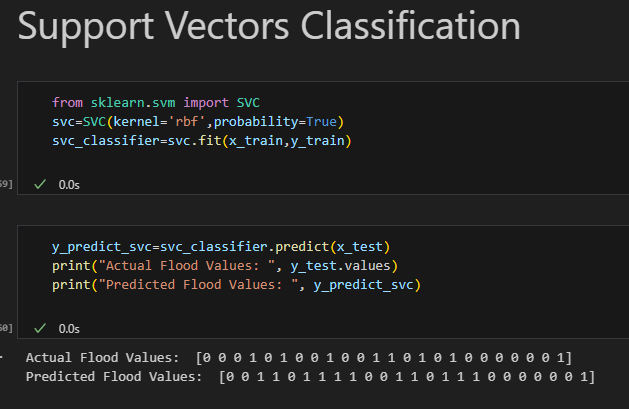 Support Vectors Classification
from sklearn.svm import SVC
svc=SVC(kernel='rbf',probability=True)
svc_classifier=svc.fit(x_train,y_train)
9]
0.0s
y_predict_svc=svc_classifier.predict(x_test)
print("Actual Flood Values: ", y_test.values)
print("Predicted Flood Values: ", y_predict_svc)
0]
0.0s
Actual Flood Values:  [0 0 0 1 0 1 0 0 1 0 0 1 1 0 1 0 1 0 0 0 0 0 0 1]
Predicted Flood Values:  [0 0 1 1 0 1 1 1 1 0 0 1 1 0 1 1 1 0 0 0 0 0 0 1]